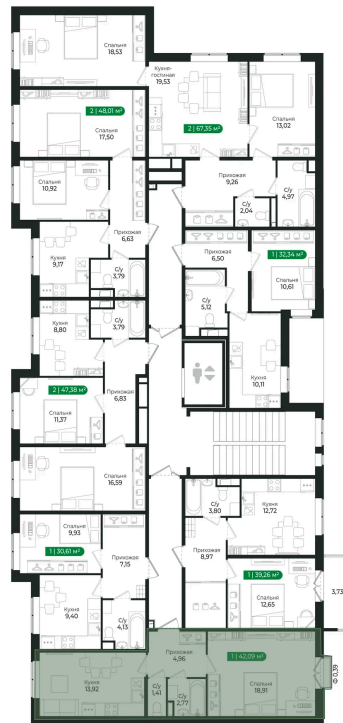 Спальня
18,53
Кухня-
гостиная
19,53
Спальня
13,02
2 | 48,01 м²
Спальня
17,50
2 | 67,35 м²
Спальня
10,92
9,26
С/у
4,97
С/у
2,04
Прихожая
6,63
Прихожая
6,50
1 | 32,34 м²
Спальня
10,61
Кухня
9,17
С/у
3,79
С/у
3,79
С/у
5,12
Кухня
8,80
Кухня
10,11
2 | 47,38 м²
Спальня
11,37
Прихожая
6,83
Спальня
16,59
С/у
3,80
Кухня
12,72
Спальня
9,93
1 | 30,61 м²
Прихожая
7,15
Прихожая
8,97
1 | 39,26 м²
Спальня
12,65
3,73
Кухня
9,40
С/у
4,13
Прихожая
4,96
1 | 42,09 м²
Кухня
13,92
С/у
1,41
С/у
2,77
Спальня
18,91
Ф 0,39